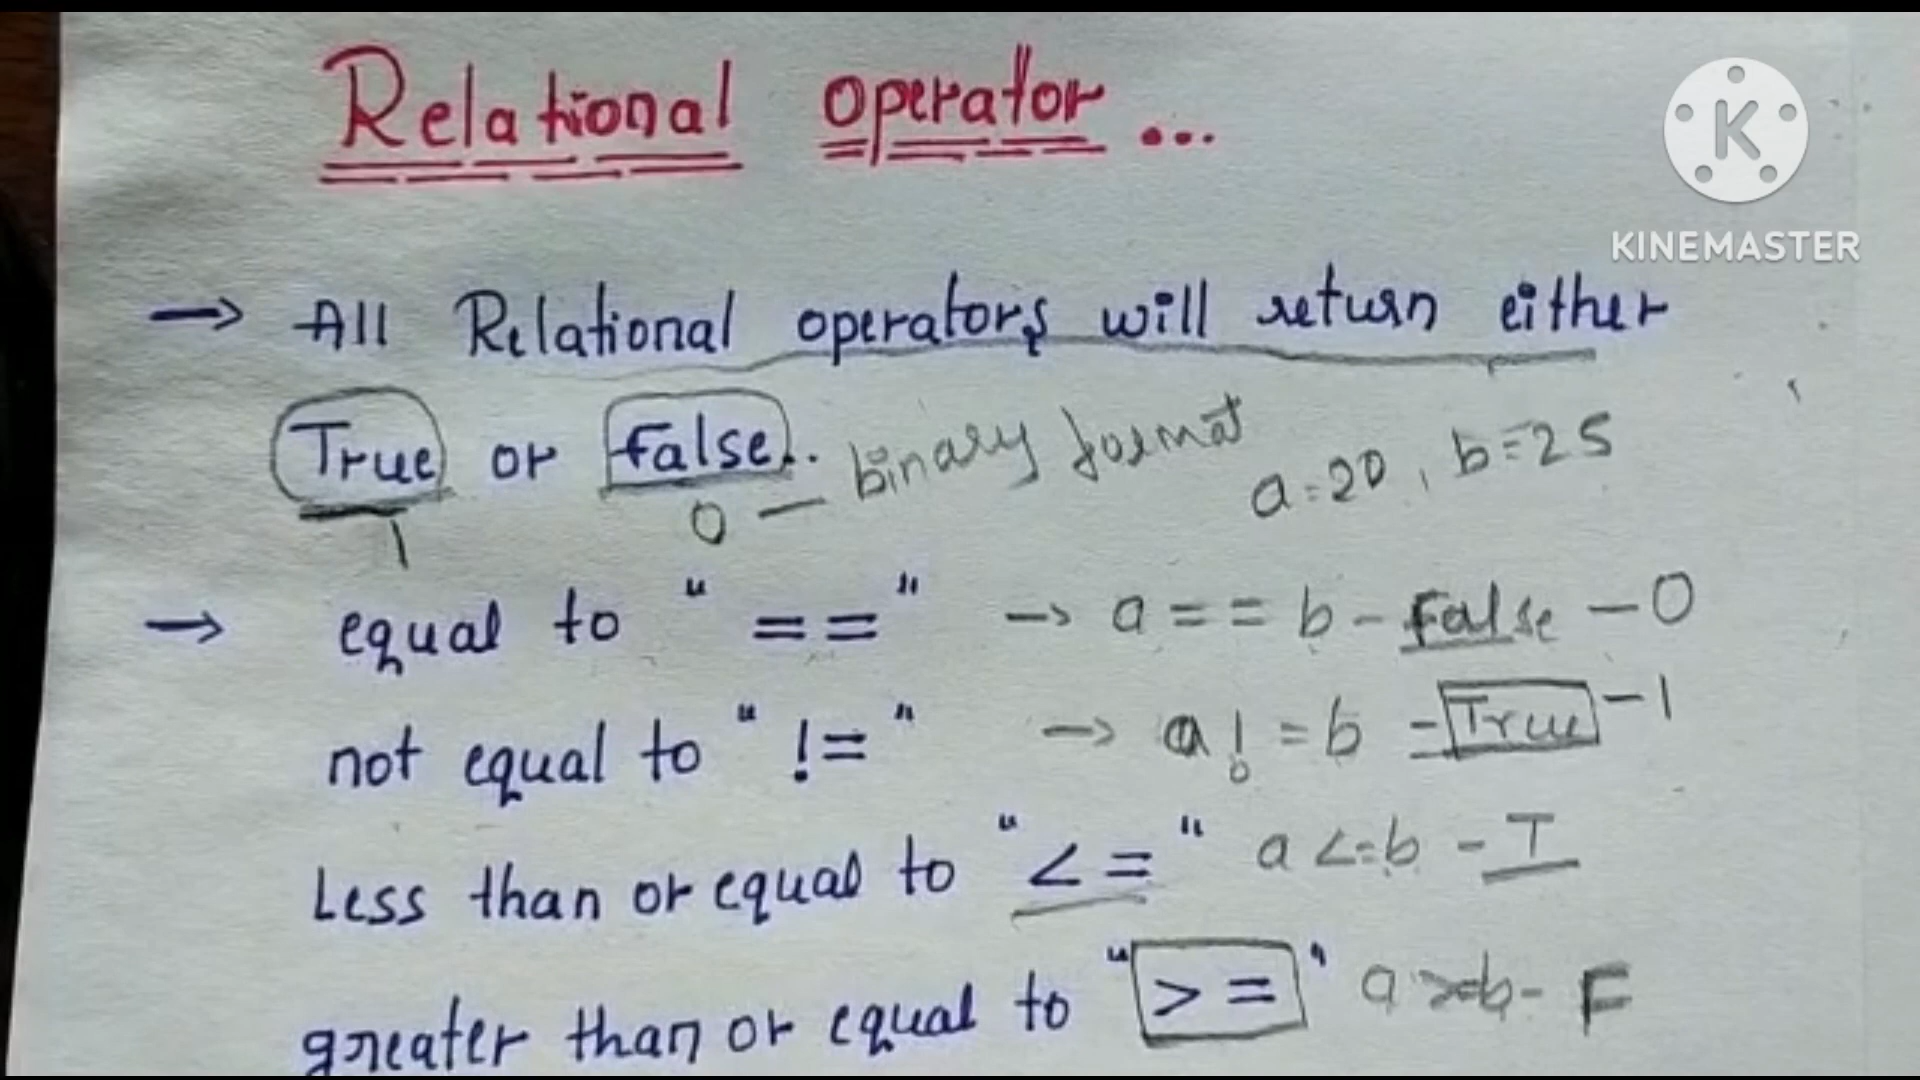 Relational operator...
KINEMASTER
→ All Relational operators will return either
True or False.. 0 — binary format a=20, b=25
1
→ equal to "==" → a == b - False - 0
not equal to "!=" → a != b = True - 1
Less than or equal to "<=" a <= b - T
greater than or equal to ">=" a >= b - F